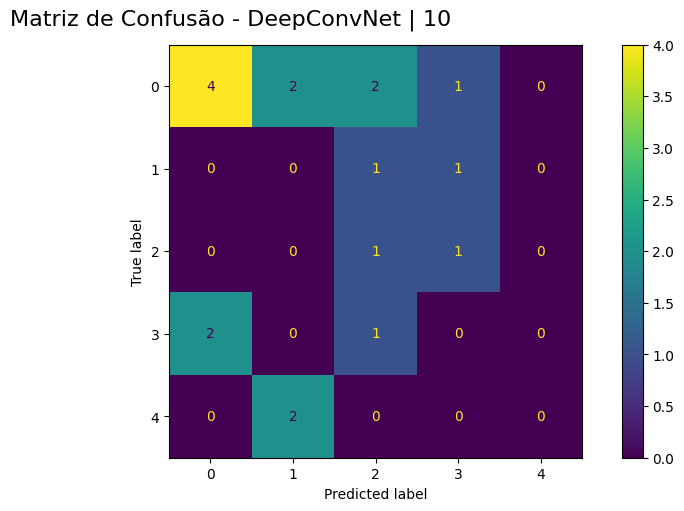 Matriz de Confusão - DeepConvNet | 10
0 4 2 2 1 0
1 0 0 1 1 0
2 0 0 1 1 0
3 2 0 1 0 0
4 0 2 0 0 0
0 1 2 3 4
True label
Predicted label
4.0
3.5
3.0
2.5
2.0
1.5
1.0
0.5
0.0